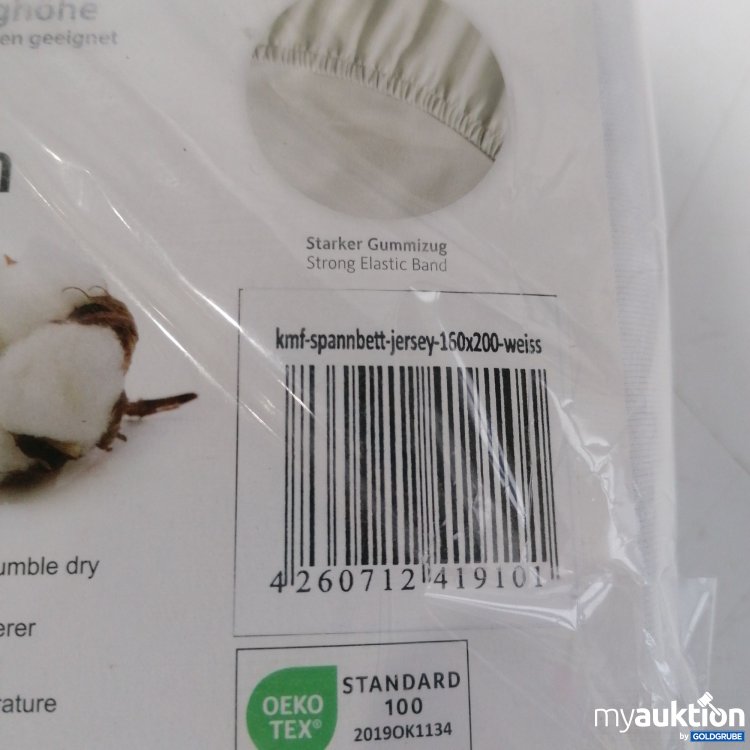 en geeignet
Starker Gummizug
Strong Elastic Band
kmf-spannbett-jersey-160x200-weiss
4 260712 419101
umble dry
erer
rature
OEKO
TEX®
STANDARD
100
2019OK1134
myauktion
by GOLDGRUBE